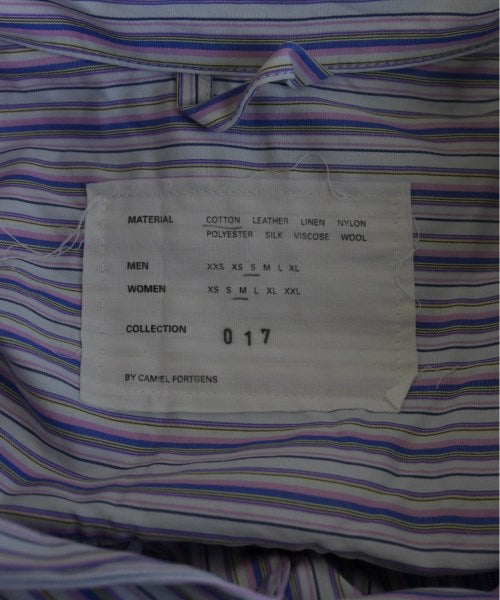 MATERIAL COTTON LEATHER LINEN NYLON
POLYESTER SILK VISCOSE WOOL
MEN XXS XS S M L XL
WOMEN XS S M L XL XXL
COLLECTION 017
BY CAMIEL FORTGENS